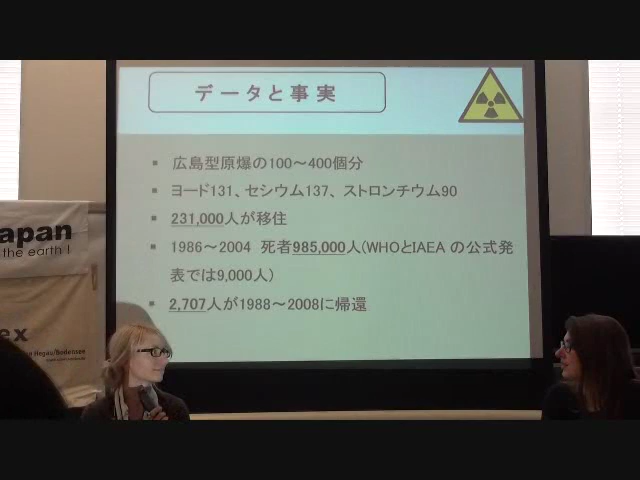 データと事実
▪ 広島型原爆の100～400個分
▪ ヨード131、セシウム137、ストロンチウム90
▪ 231,000人が移住
▪ 1986～2004 死者985,000人(WHOとIAEA の公式発
表では9,000人)
▪ 2,707人が1988～2008に帰還
apan
the earth !
ex
Hegau/Bodensee